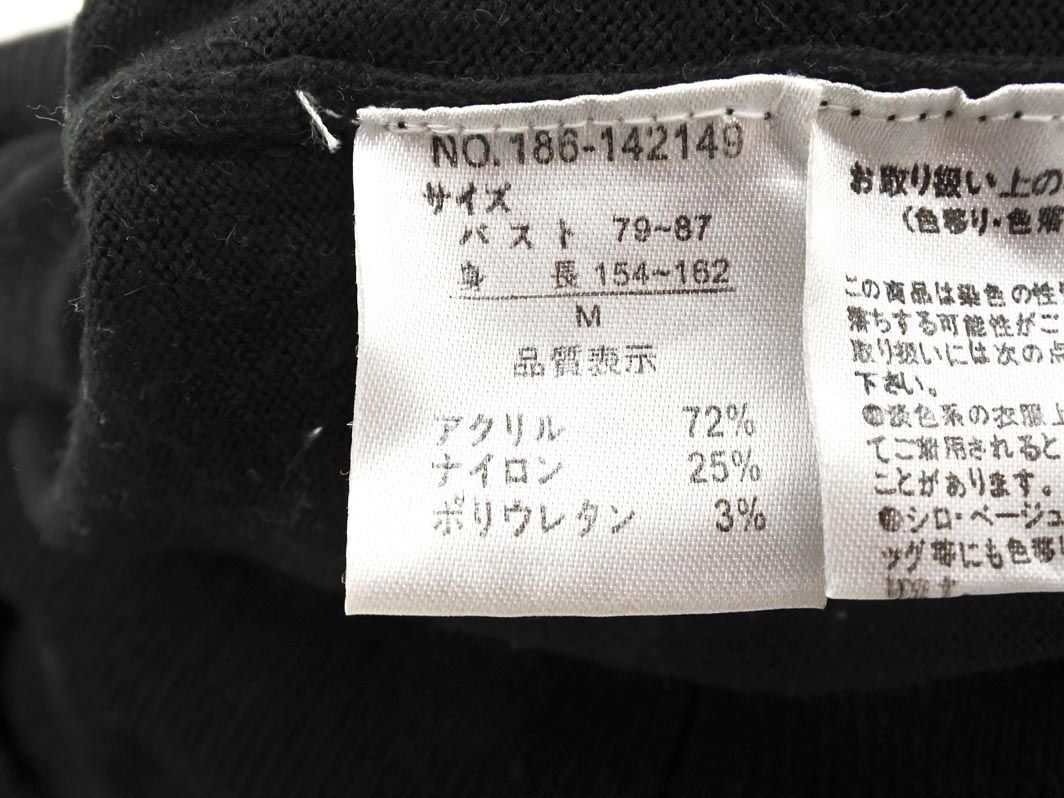 NO.186-142149
サイズ
バスト 79~87
身 長 154~162
M
品質表示
アクリル 72%
ナイロン 25%
ポリウレタン 3%
お取り扱い上の
(色移り・色落
この商品は染色の性
落ちする可能性がご
取り扱いには次の点
下さい。
淡色系の衣服上
てご着用されると
ことがあります。
シロ・ベージュ
ッグ等にも色移